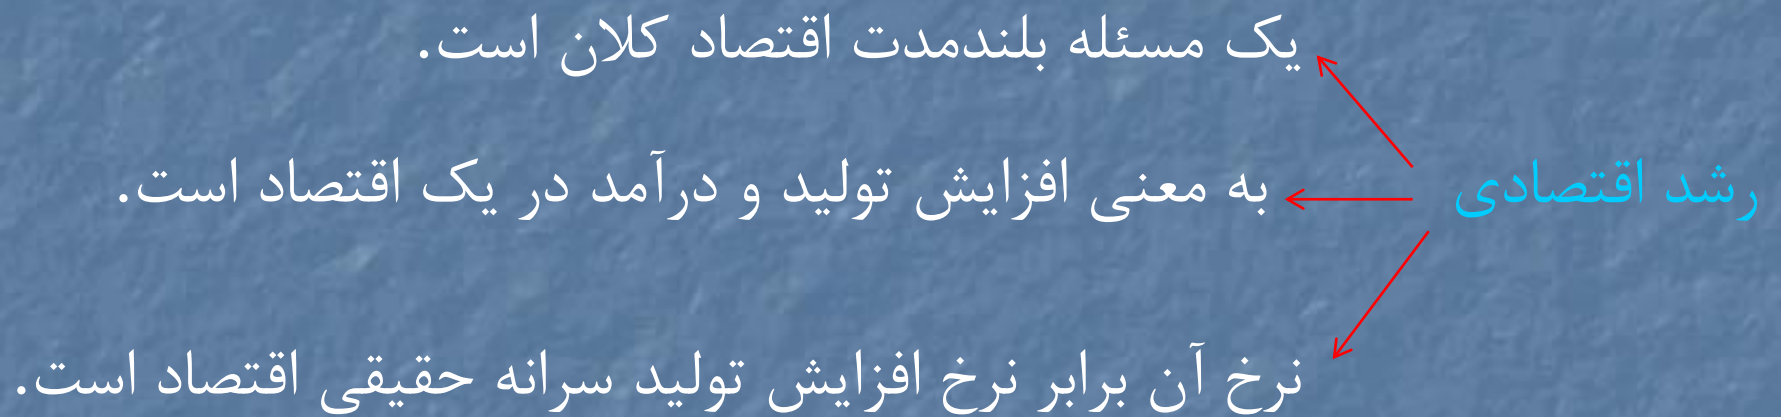 یک مسئله بلندمدت اقتصاد کلان است.
رشد اقتصادی
به معنی افزایش تولید و درآمد در یک اقتصاد است.
نرخ آن برابر نرخ افزایش تولید سرانه حقیقی اقتصاد است.